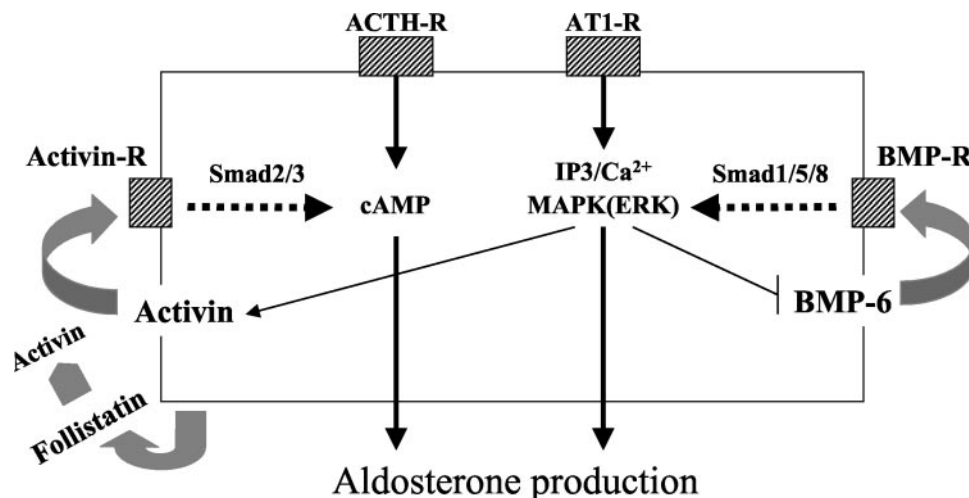 ACTH-R
AT1-R
Activin-R
BMP-R
Smad2/3
IP3/Ca²⁺
Smad1/5/8
cAMP
MAPK(ERK)
Activin
BMP-6
Activin
Follistatin
Aldosterone production